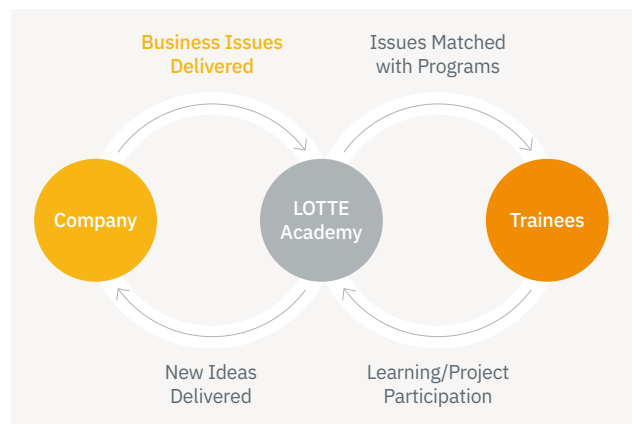 Business Issues
Delivered
Issues Matched
with Programs
Company
LOTTE
Academy
Trainees
New Ideas
Delivered
Learning/Project
Participation